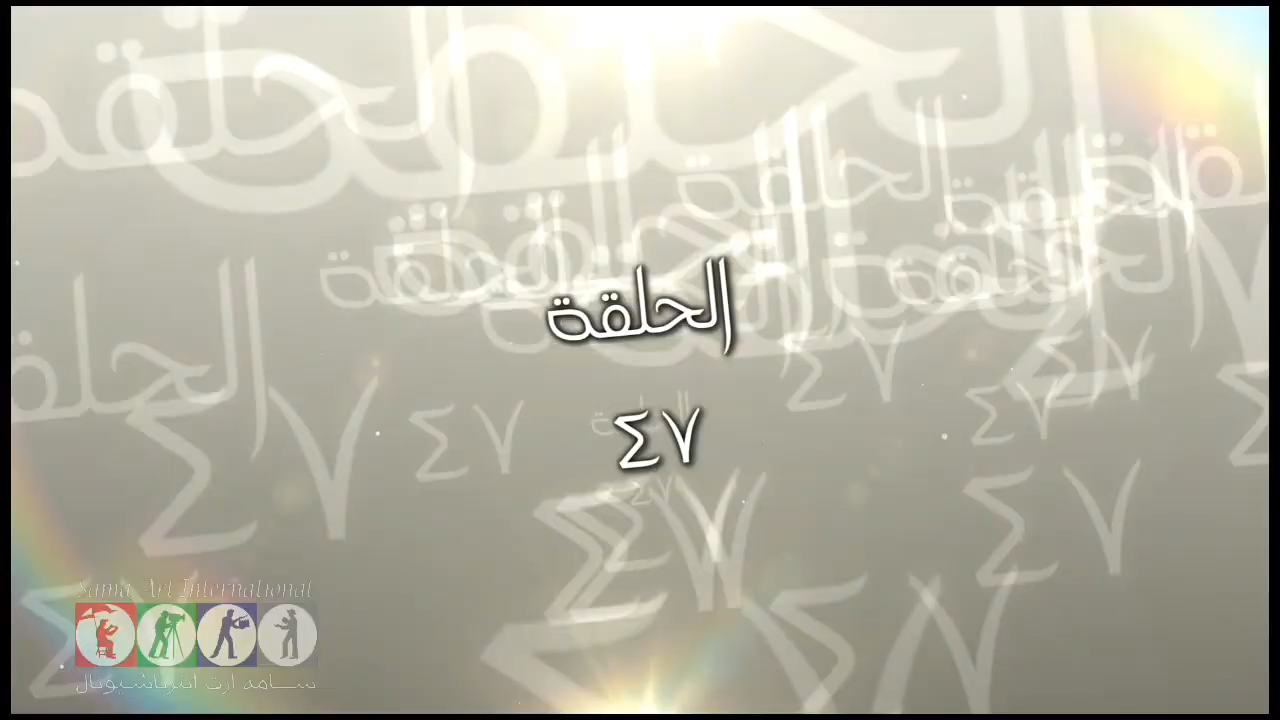 الحلقة
٤٧
Sama Art International
سامه ارت انترناشيونال